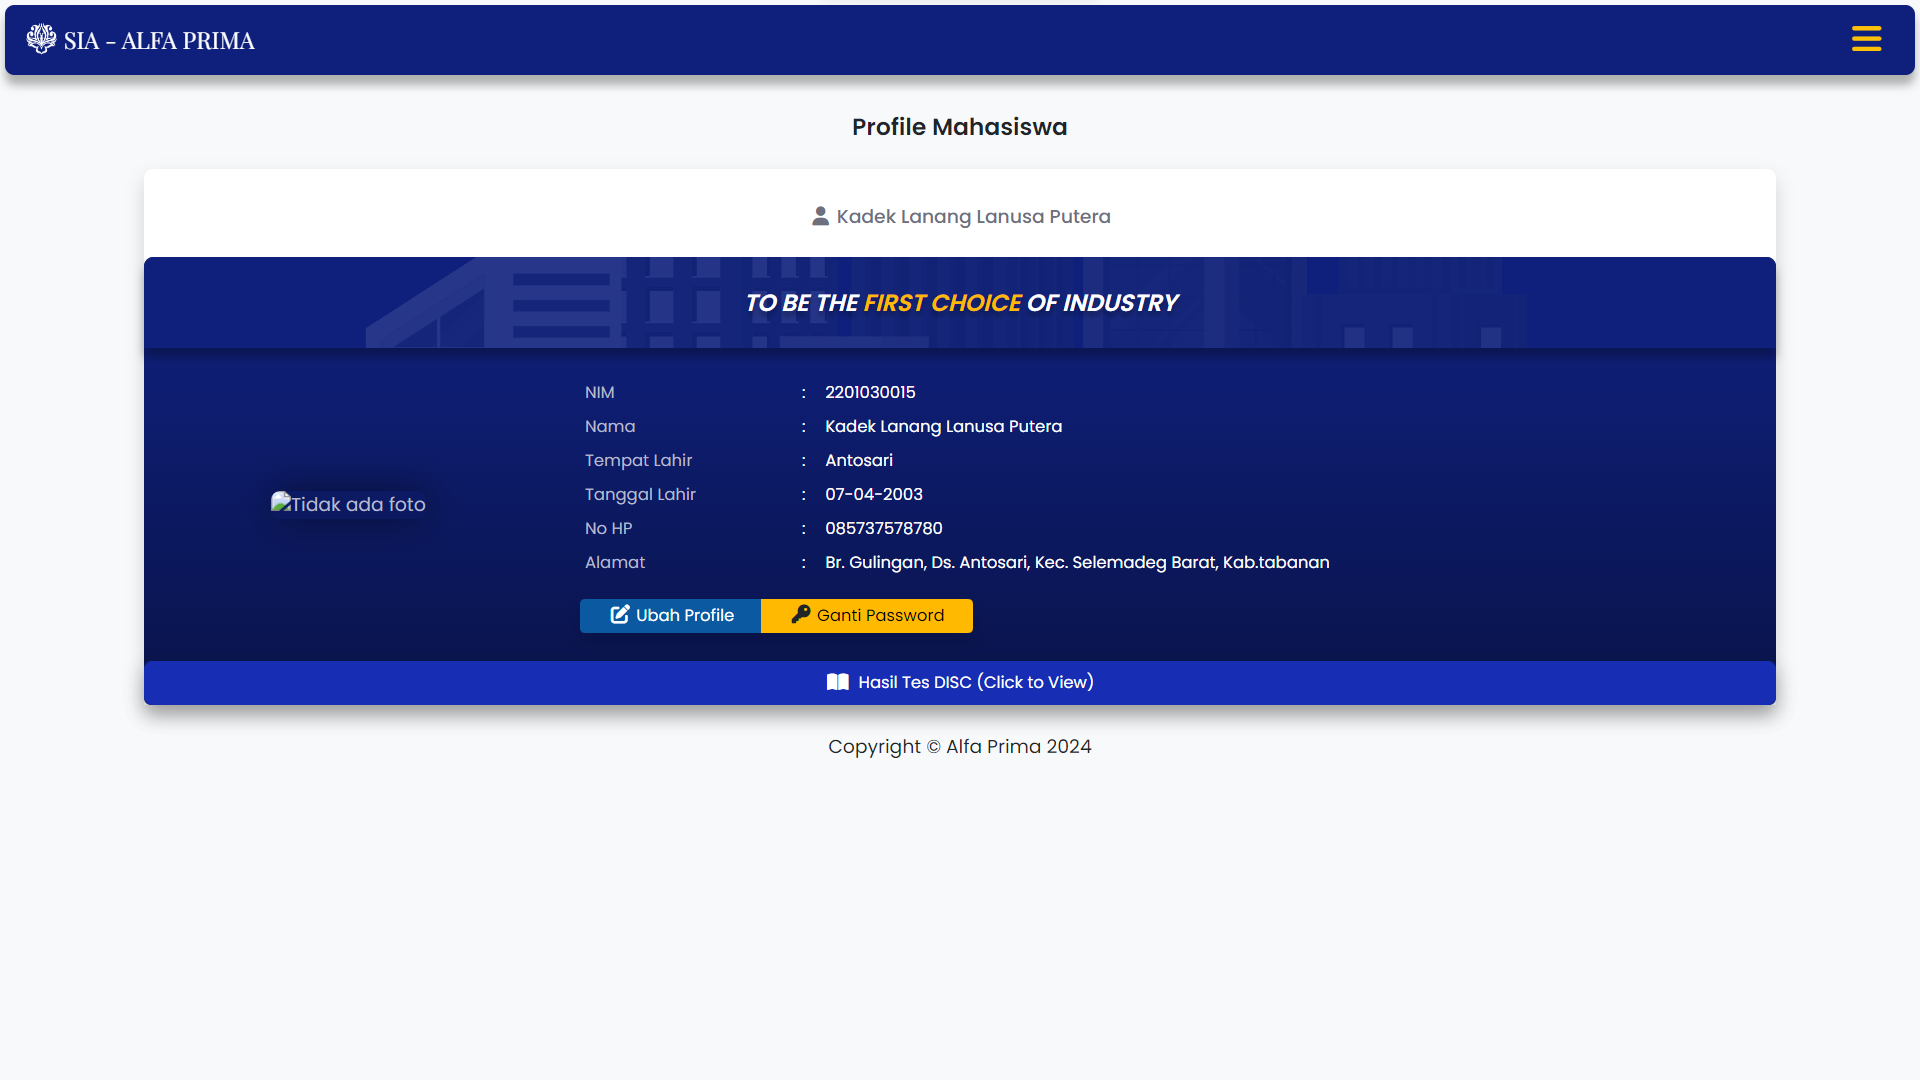 SIA - ALFA PRIMA
Profile Mahasiswa
Kadek Lanang Lanusa Putera
TO BE THE FIRST CHOICE OF INDUSTRY
NIM : 2201030015
Nama : Kadek Lanang Lanusa Putera
Tempat Lahir : Antosari
Tanggal Lahir : 07-04-2003
No HP : 085737578780
Alamat : Br. Gulingan, Ds. Antosari, Kec. Selemadeg Barat, Kab.tabanan
Tidak ada foto
Ubah Profile Ganti Password
Hasil Tes DISC (Click to View)
Copyright © Alfa Prima 2024